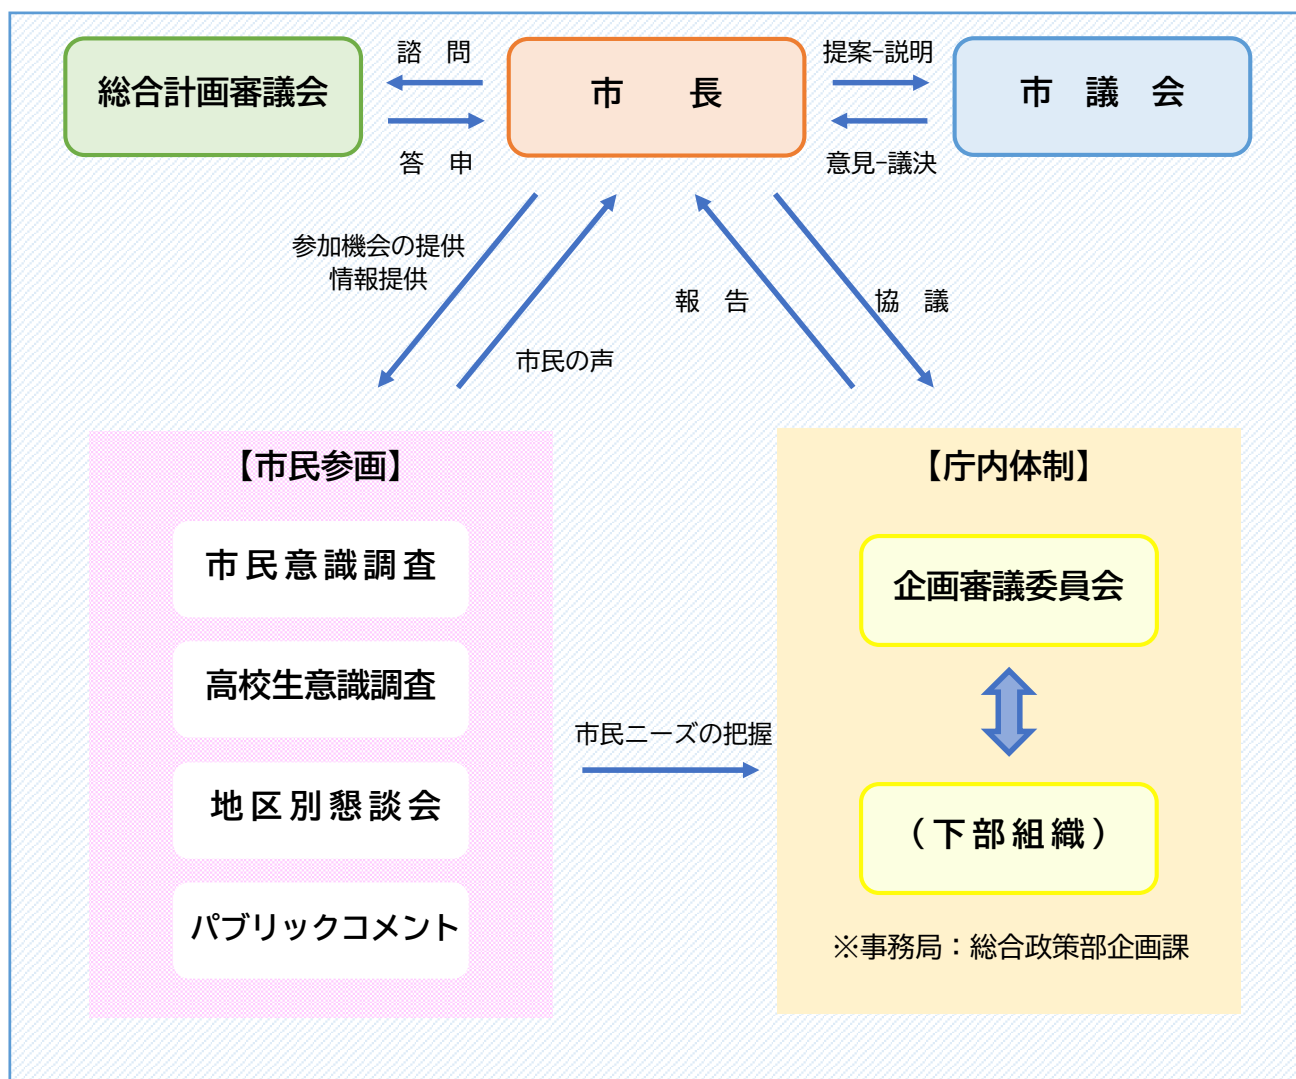 総合計画審議会
諮　問
答　申
市　　長
提案-説明
意見-議決
市　議　会
参加機会の提供
情報提供
市民の声
報　告
協　議
【市民参画】
市民意識調査
高校生意識調査
地区別懇談会
パブリックコメント
市民ニーズの把握
【庁内体制】
企画審議委員会
（下部組織）
※事務局：総合政策部企画課